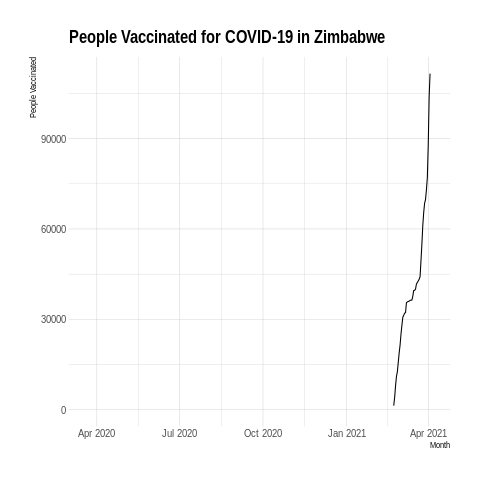 People Vaccinated for COVID-19 in Zimbabwe
People Vaccinated
90000
60000
30000
0
Apr 2020 Jul 2020 Oct 2020 Jan 2021 Apr 2021
Month